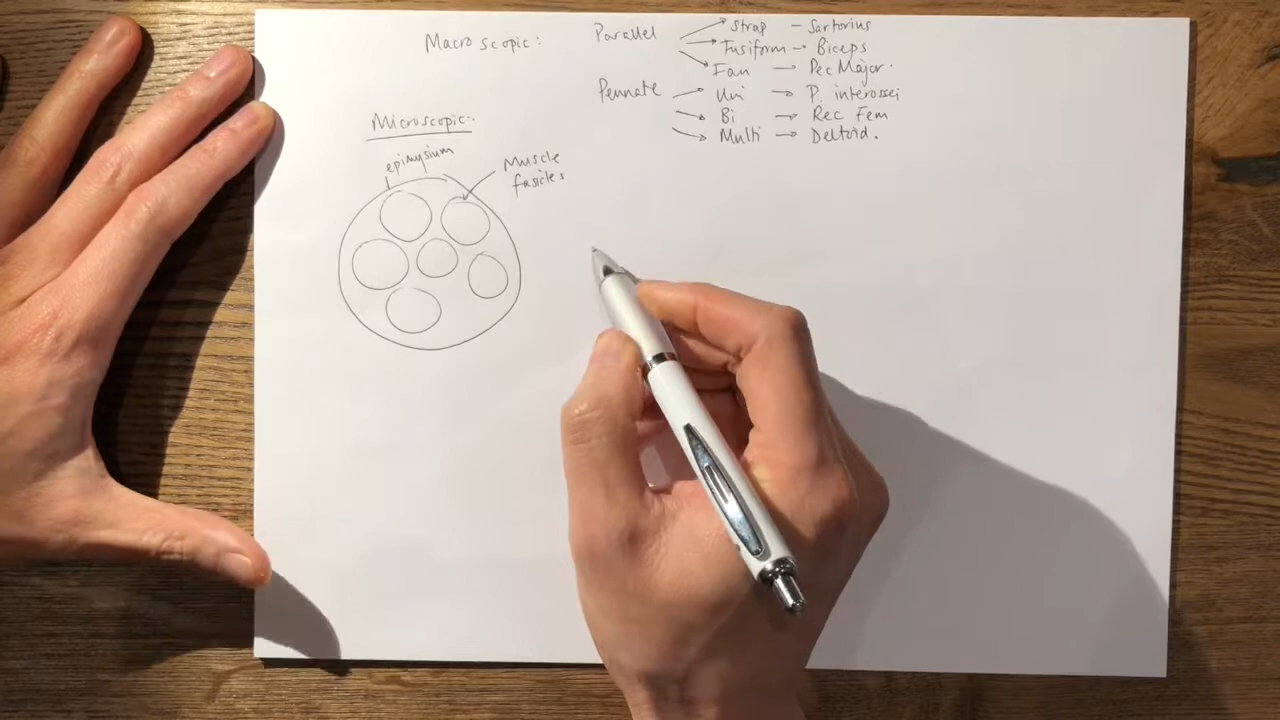 Macroscopic:
Parallel
Strap – Sartorius
Fusiform – Biceps
Fan → Pec Major.
Pennate
Uni → P. interossei
Bi → Rec Fem
Multi → Deltoid.
Microscopic:
epimysium
Muscle
fasicles